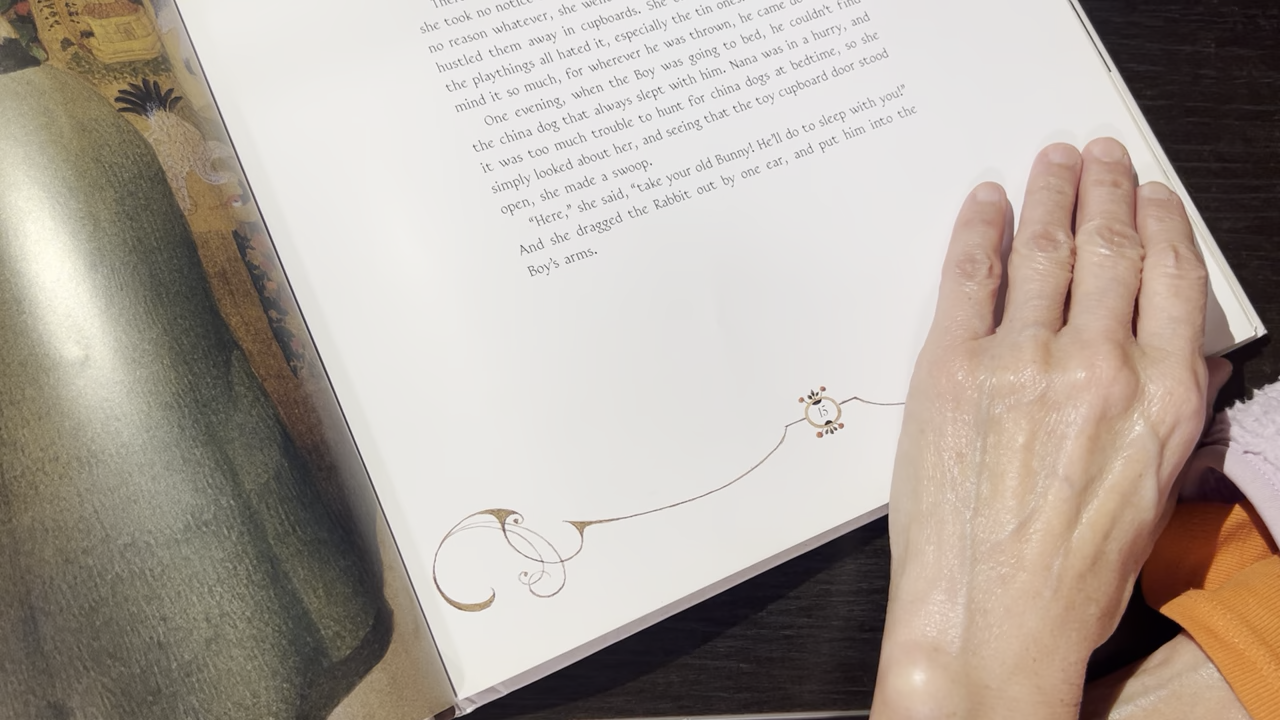 she took no notice
no reason whatever, she went
hustled them away in cupboards. She
the playthings all hated it, especially the tin ones.
mind it so much, for wherever he was thrown, he came
One evening, when the Boy was going to bed, he couldn't find
the china dog that always slept with him. Nana was in a hurry, and
it was too much trouble to hunt for china dogs at bedtime, so she
simply looked about her, and seeing that the toy cupboard door stood
open, she made a swoop.
"Here," she said, "take your old Bunny! He'll do to sleep with you!"
And she dragged the Rabbit out by one ear, and put him into the
Boy's arms.
15